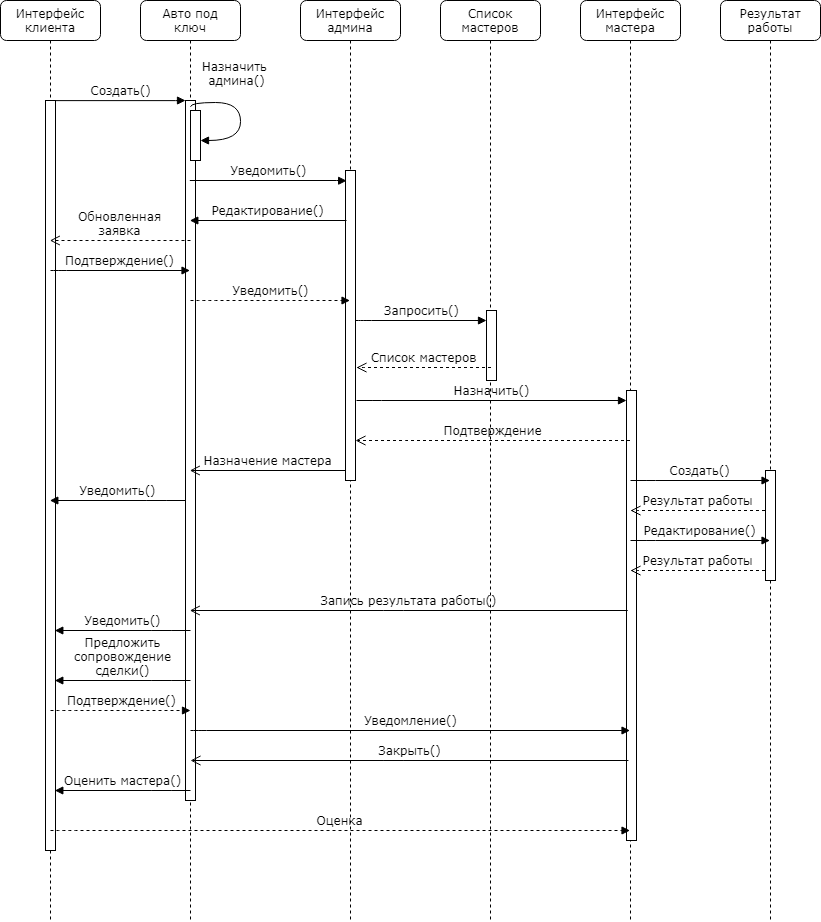 Интерфейс
клиента
Авто под
ключ
Интерфейс
админа
Список
мастеров
Интерфейс
мастера
Результат
работы
Назначить
админа()
Создать()
Уведомить()
Редактирование()
Обновленная
заявка
Подтверждение()
Уведомить()
Запросить()
Список мастеров
Назначить()
Подтверждение
Назначение мастера
Создать()
Уведомить()
Результат работы
Редактирование()
Результат работы
Запись результата работы()
Уведомить()
Предложить
сопровождение
сделки()
Подтверждение()
Уведомление()
Закрыть()
Оценить мастера()
Оценка